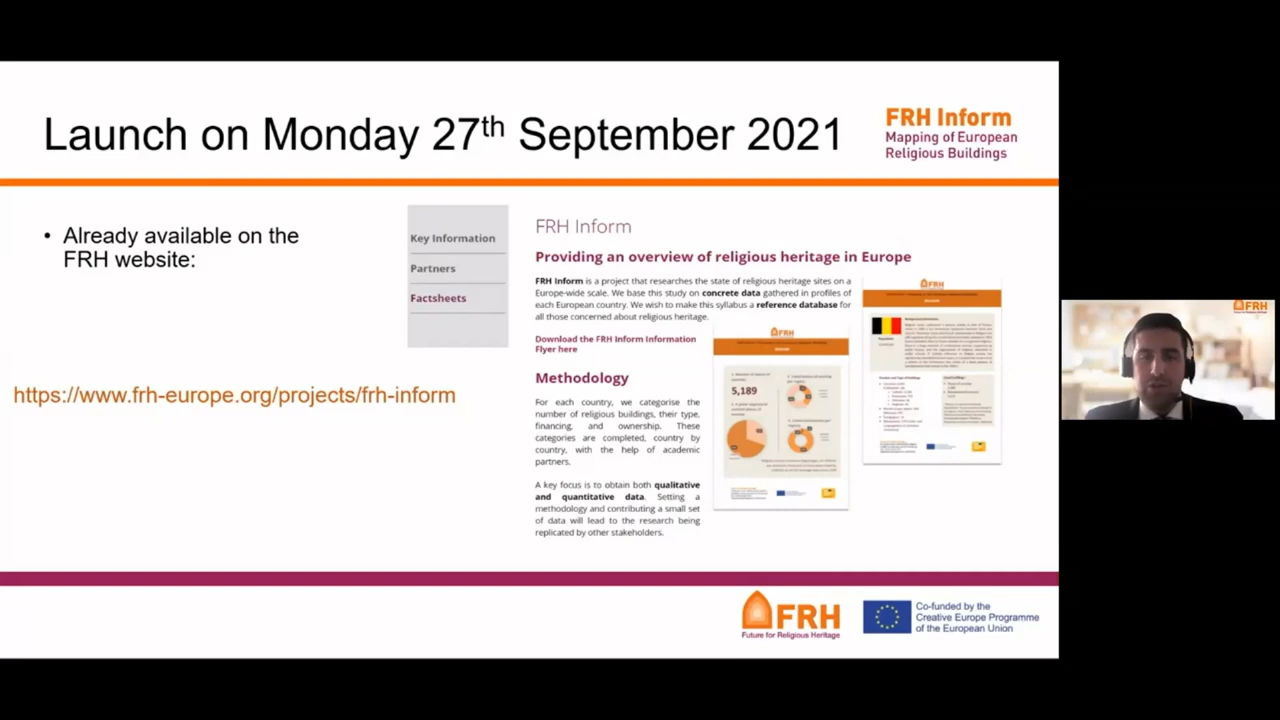 Launch on Monday 27th September 2021
FRH Inform
Mapping of European
Religious Buildings
• Already available on the
FRH website:
https://www.frh-europe.org/projects/frh-inform
Key Information
Partners
Factsheets
FRH Inform
Providing an overview of religious heritage in Europe
FRH Inform is a project that researches the state of religious heritage sites on a
Europe-wide scale. We base this study on concrete data gathered in profiles of
each European country. We wish to make this syllabus a reference database for
all those concerned about religious heritage.
Download the FRH Inform Information
Flyer here
Methodology
For each country, we categorise the
number of religious buildings, their type,
financing, and ownership. These
categories are completed, country by
country, with the help of academic
partners.
A key focus is to obtain both qualitative
and quantitative data. Setting a
methodology and contributing a small set
of data will lead to the research being
replicated by other stakeholders.
FRH
5,189
FRH
FRH
Future for Religious Heritage
Co-funded by the
Creative Europe Programme
of the European Union
FRH